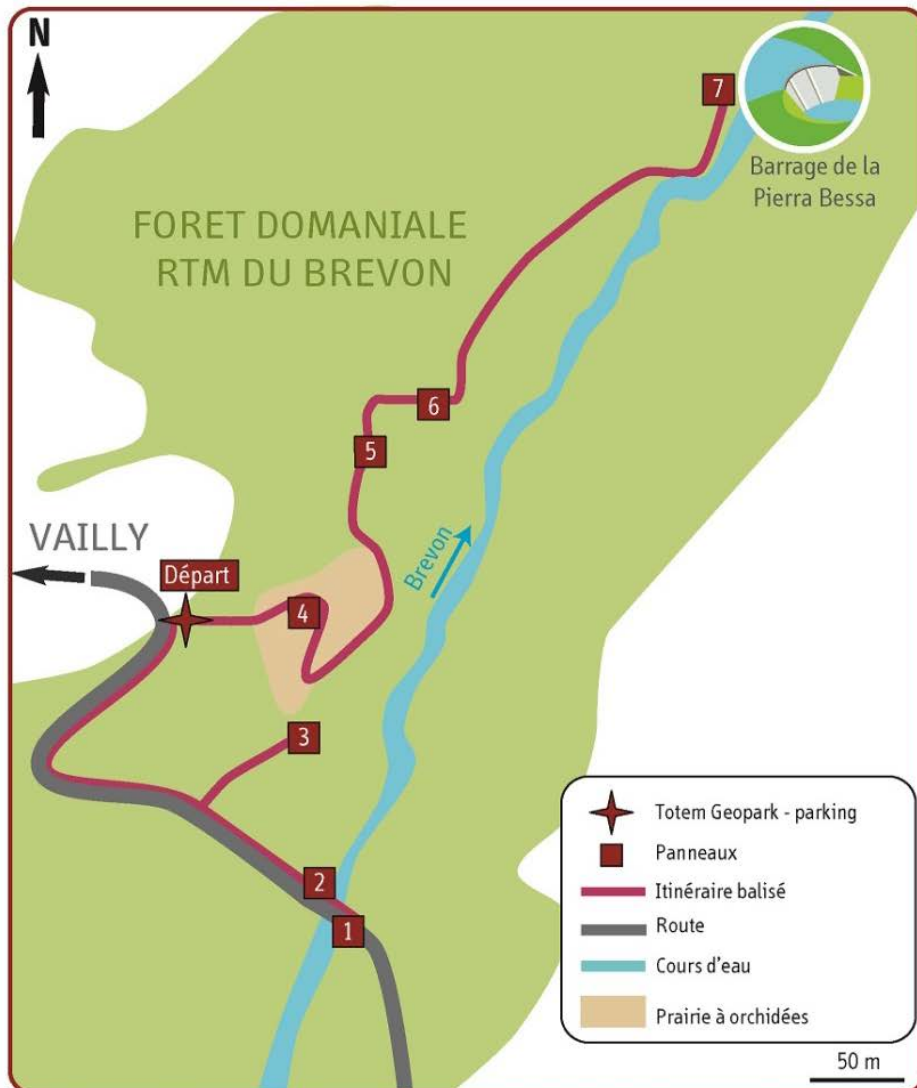 N
7
Barrage de la
Pierra Bessa
FORET DOMANIALE
RTM DU BREVON
6
5
VAILLY
Brevon
Départ
4
3
2
1
Totem Geopark - parking
Panneaux
Itinéraire balisé
Route
Cours d'eau
Prairie à orchidées
50 m